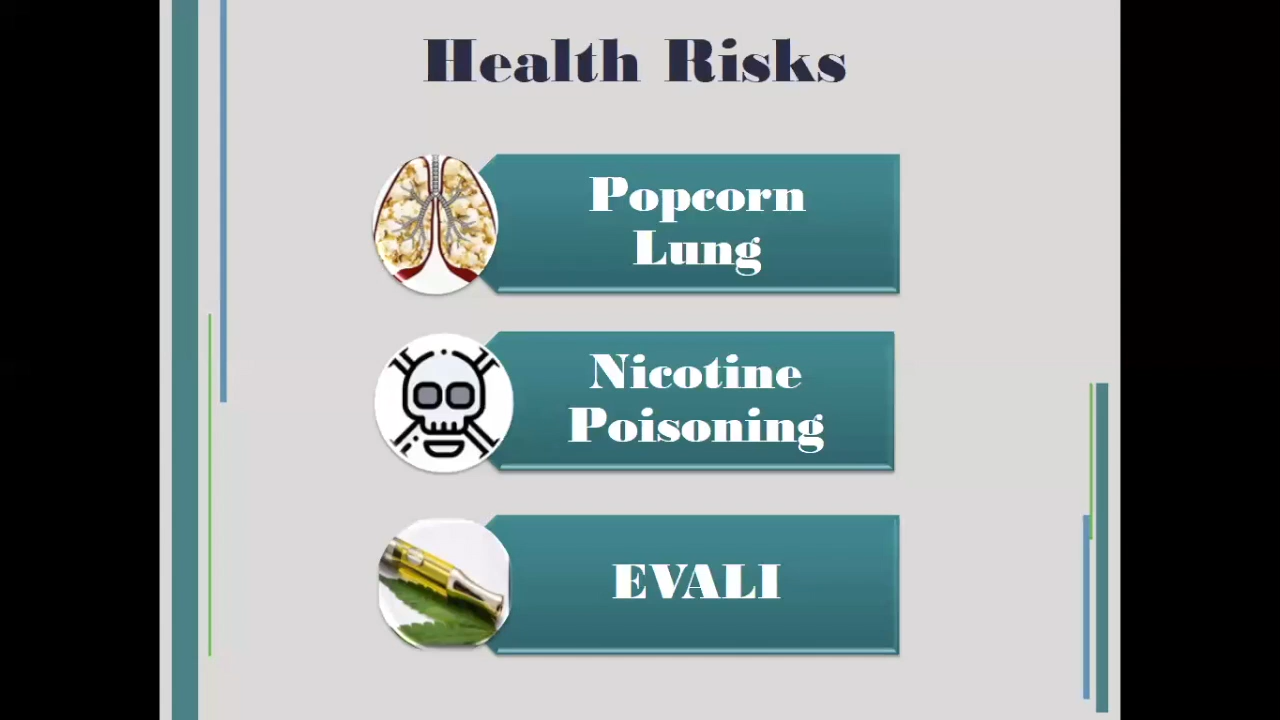 Health Risks
Popcorn
Lung
Nicotine
Poisoning
EVALI